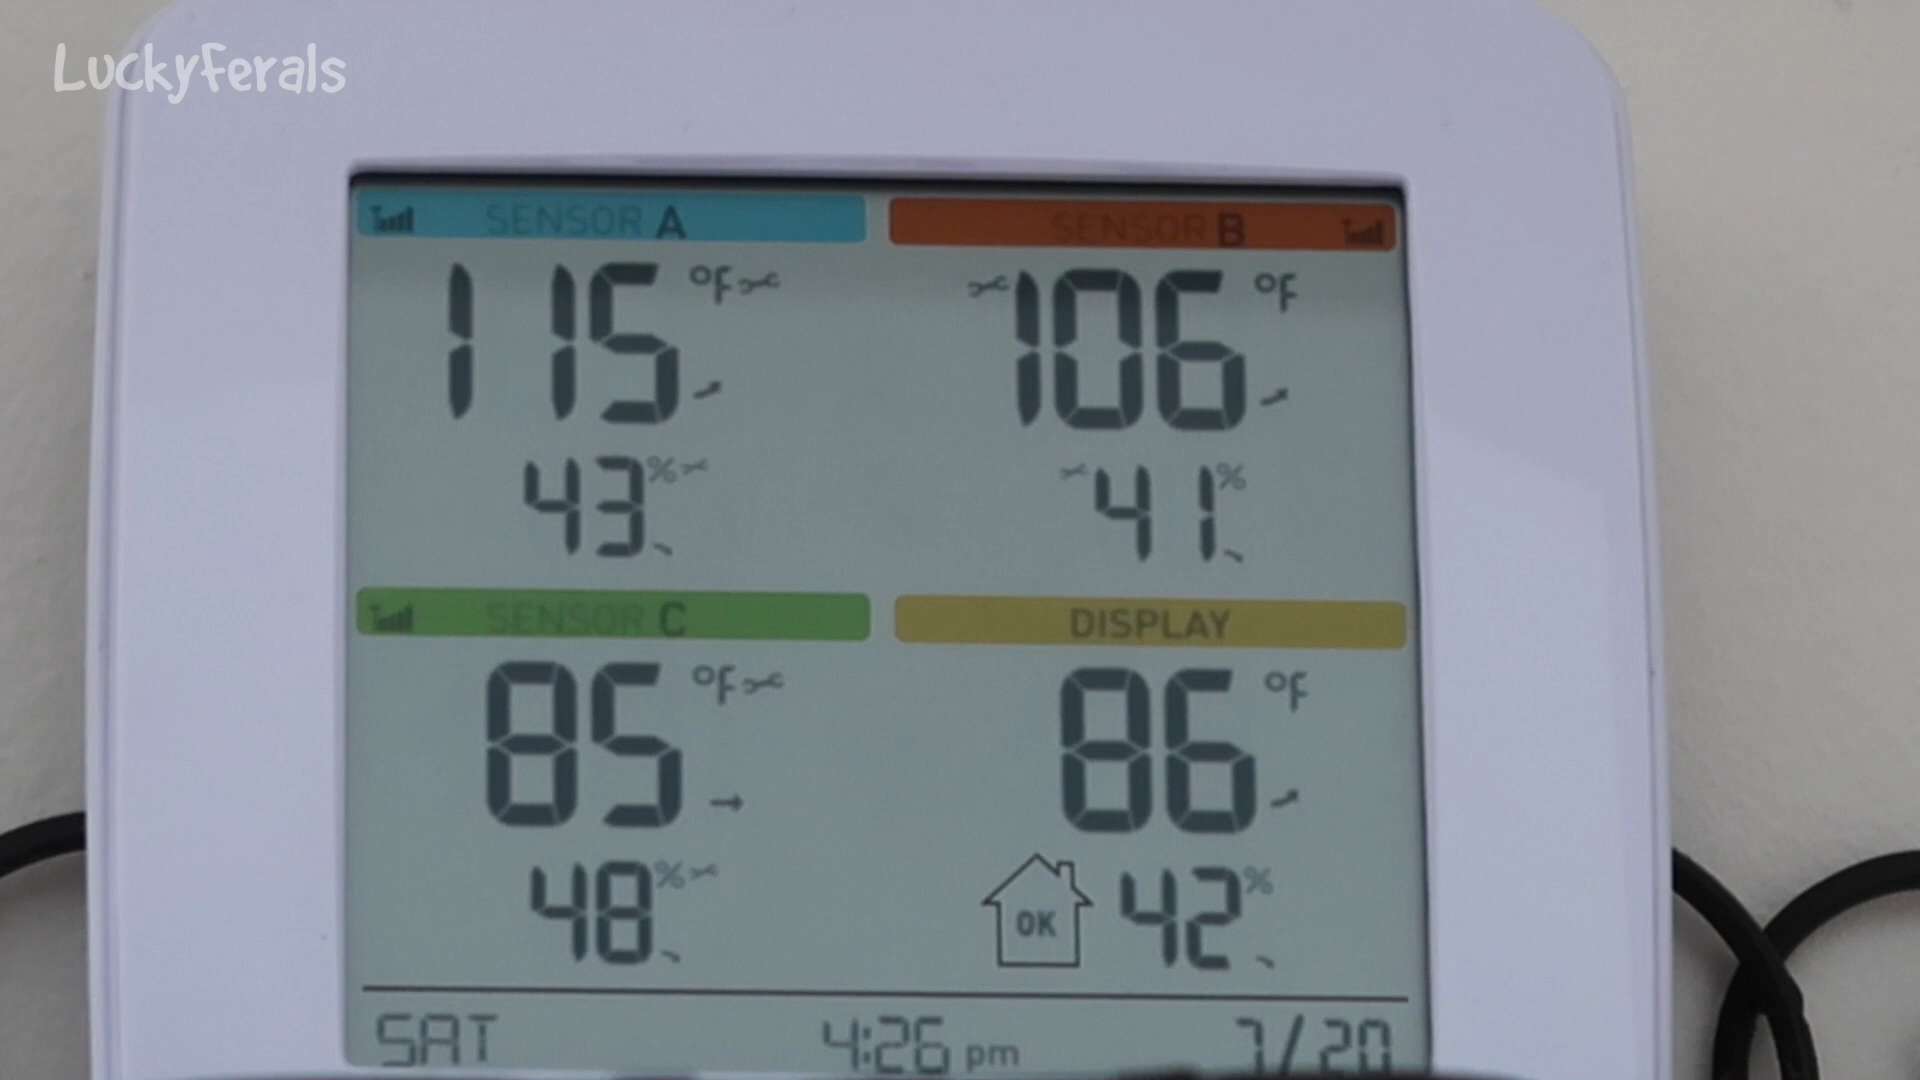 LuckyFerals
SENSOR A
SENSOR B
115 °F
106 °F
43 %
41 %
SENSOR C
DISPLAY
85 °F
86 °F
48 %
OK 42 %
SAT 4:26 pm 7/20